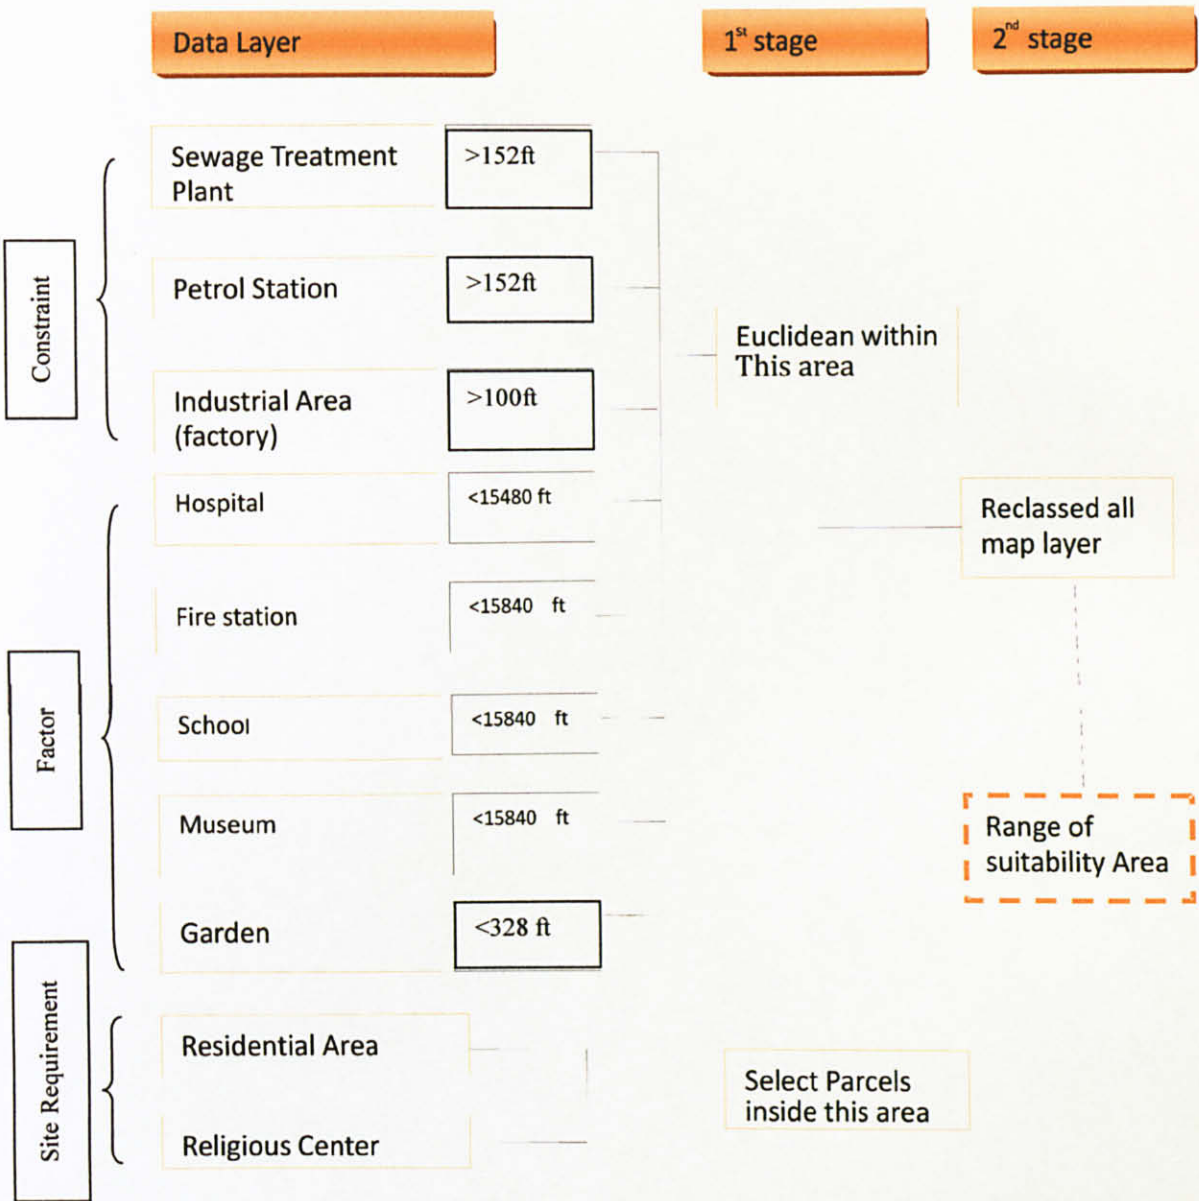 Data Layer
1st stage
2nd stage
Constraint
Sewage Treatment
Plant
>152ft
Petrol Station
>152ft
Industrial Area
(factory)
>100ft
Euclidean within
This area
Factor
Hospital
<15480 ft
Fire station
<15840 ft
School
<15840 ft
Museum
<15840 ft
Garden
<328 ft
Reclassed all
map layer
Range of
suitability Area
Site Requirement
Residential Area
Religious Center
Select Parcels
inside this area